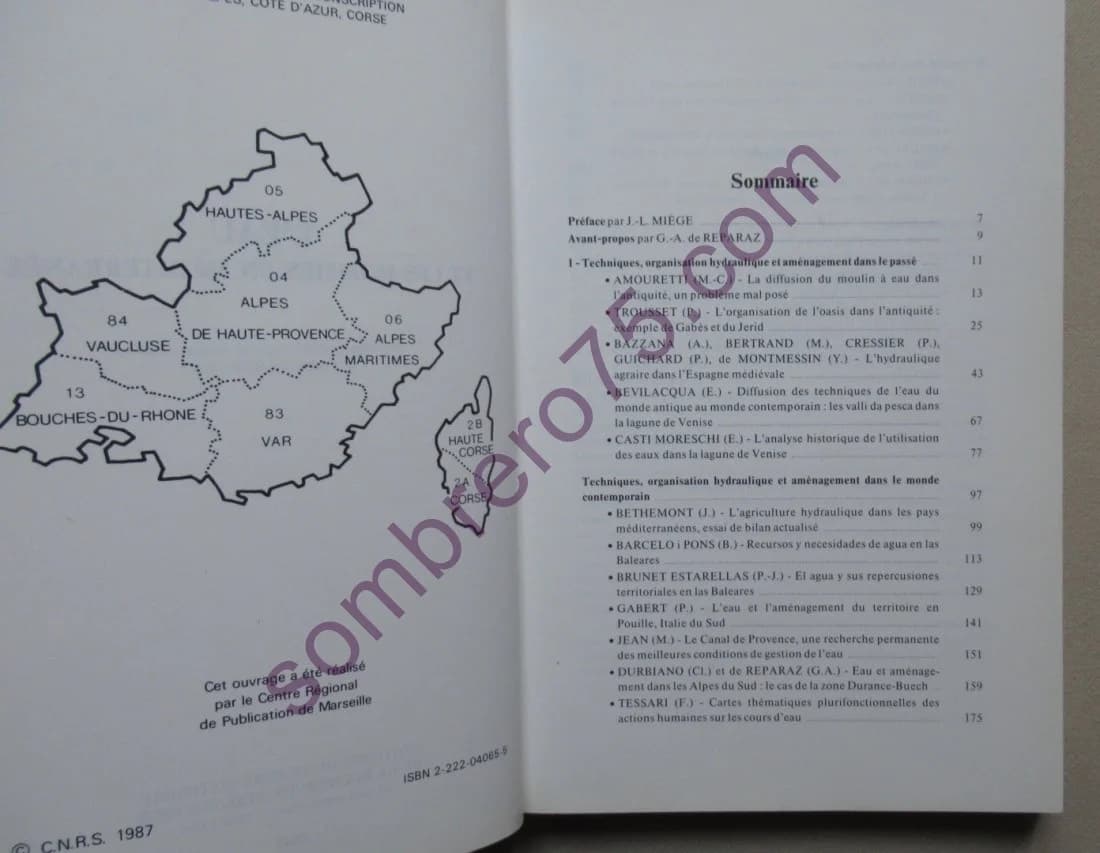 SCRIPTION
CÔTE D'AZUR, CORSE
05
HAUTES-ALPES
04
ALPES
DE HAUTE-PROVENCE
06
ALPES
MARITIMES
84
VAUCLUSE
13
BOUCHES-DU-RHONE
83
VAR
2B
HAUTE
CORSE
2A
CORSE
Cet ouvrage a été réalisé
par le Centre Régional
de Publication de Marseille
ISBN 2-222-04065-5
© C.N.R.S. 1987
Sommaire
Préface par J.-L. MIÈGE 7
Avant-propos par G.-A. de REPARAZ 9
I - Techniques, organisation hydraulique et aménagement dans le passé 11
• AMOURETTI (M.-C.) - La diffusion du moulin à eau dans
l'antiquité, un problème mal posé 13
• TROUSSET (P.) - L'organisation de l'oasis dans l'antiquité :
exemple de Gabès et du Jerid 25
• BAZZANA (A.), BERTRAND (M.), CRESSIER (P.),
GUICHARD (P.), de MONTMESSIN (Y.) - L'hydraulique
agraire dans l'Espagne médiévale 43
• BEVILACQUA (E.) - Diffusion des techniques de l'eau du
monde antique au monde contemporain : les valli da pesca dans
la lagune de Venise 67
• CASTI MORESCHI (E.) - L'analyse historique de l'utilisation
des eaux dans la lagune de Venise 77
Techniques, organisation hydraulique et aménagement dans le monde
contemporain 97
• BETHEMONT (J.) - L'agriculture hydraulique dans les pays
méditerranéens, essai de bilan actualisé 99
• BARCELO i PONS (B.) - Recursos y necesidades de agua en las
Baleares 113
• BRUNET ESTARELLAS (P.-J.) - El agua y sus repercusiones
territoriales en las Baleares 129
• GABERT (P.) - L'eau et l'aménagement du territoire en
Pouille, Italie du Sud 141
• JEAN (M.) - Le Canal de Provence, une recherche permanente
des meilleures conditions de gestion de l'eau 151
• DURBIANO (Cl.) et de REPARAZ (G.A.) - Eau et aménage-
ment dans les Alpes du Sud : le cas de la zone Durance-Buech 159
• TESSARI (F.) - Cartes thématiques plurifonctionnelles des
actions humaines sur les cours d'eau 175
sombrero75.com